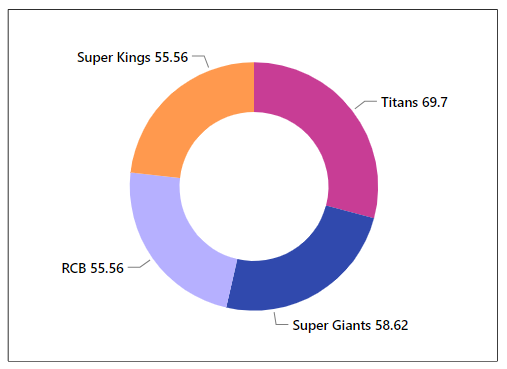 Super Kings 55.56
Titans 69.7
RCB 55.56
Super Giants 58.62